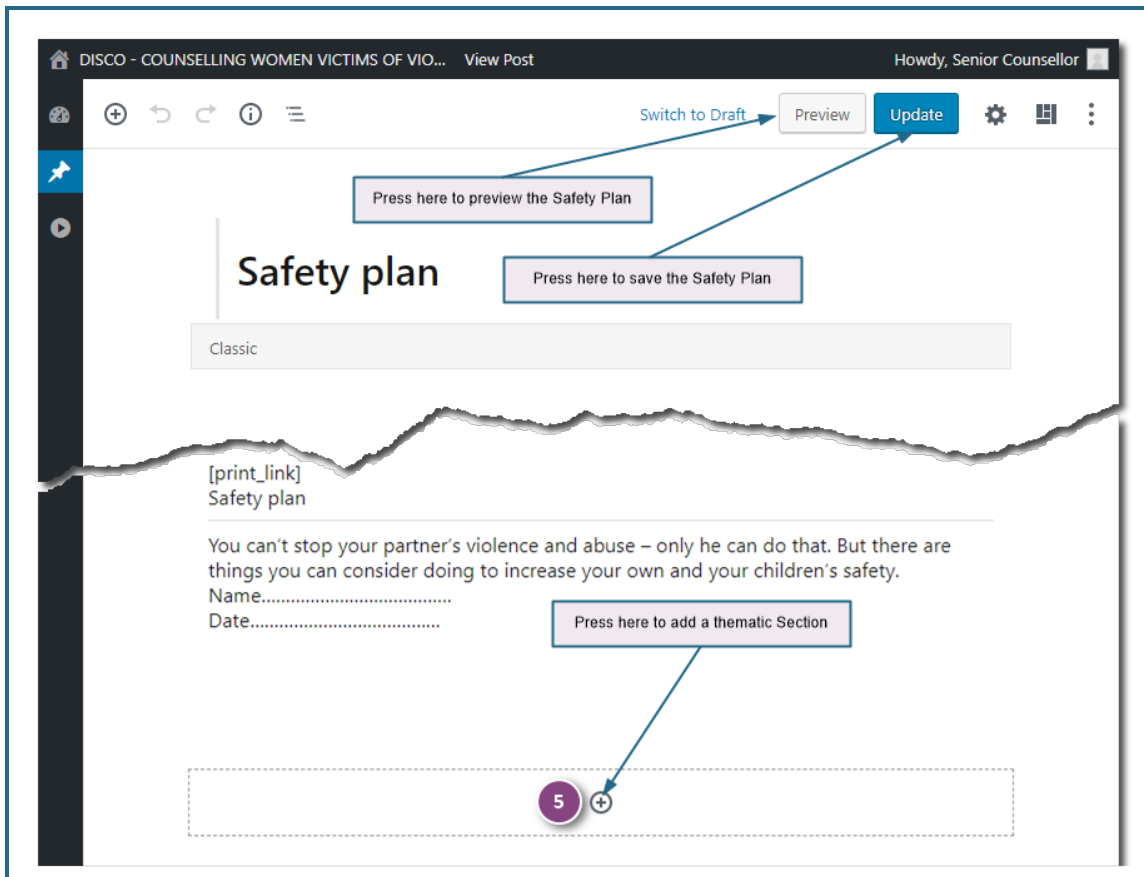 DISCO - COUNSELLING WOMEN VICTIMS OF VIO... View Post Howdy, Senior Counsellor
Switch to Draft Preview Update
Press here to preview the Safety Plan
Safety plan
Press here to save the Safety Plan
Classic
[print_link]
Safety plan
You can't stop your partner's violence and abuse – only he can do that. But there are
things you can consider doing to increase your own and your children's safety.
Name.......................................
Date.......................................
Press here to add a thematic Section
5